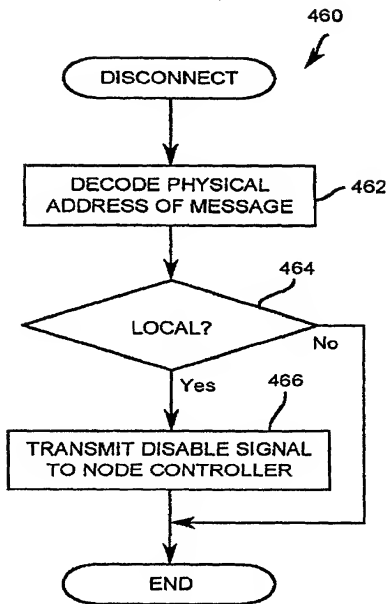 460
DISCONNECT
DECODE PHYSICAL
ADDRESS OF MESSAGE
462
464
LOCAL?
No
Yes
466
TRANSMIT DISABLE SIGNAL
TO NODE CONTROLLER
END